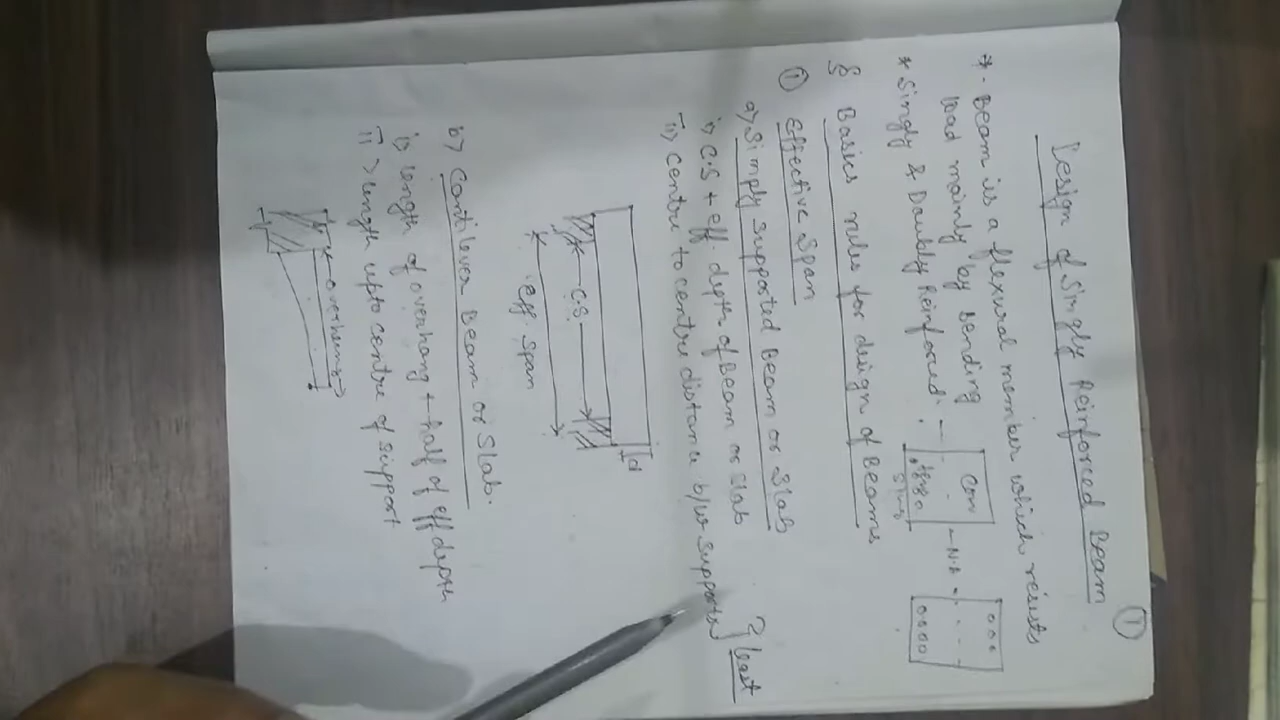 ①
Design of Singly Reinforced Beam
* · Beam is a flexural member which resists
load mainly by bending
* Singly & Doubly Reinforced
Com
N.A
§ Basics rules for design of Beams
① Effective Span
a) Simply supported Beam or Slab
i) C.S + eff. depth of Beam or slab
ii) Centre to centre distance b/w supports
} least
d
C.S
eff. span
b) Cantilever Beam or Slab.
i) length of overhang + half of eff depth
ii) length upto centre of support
overhang